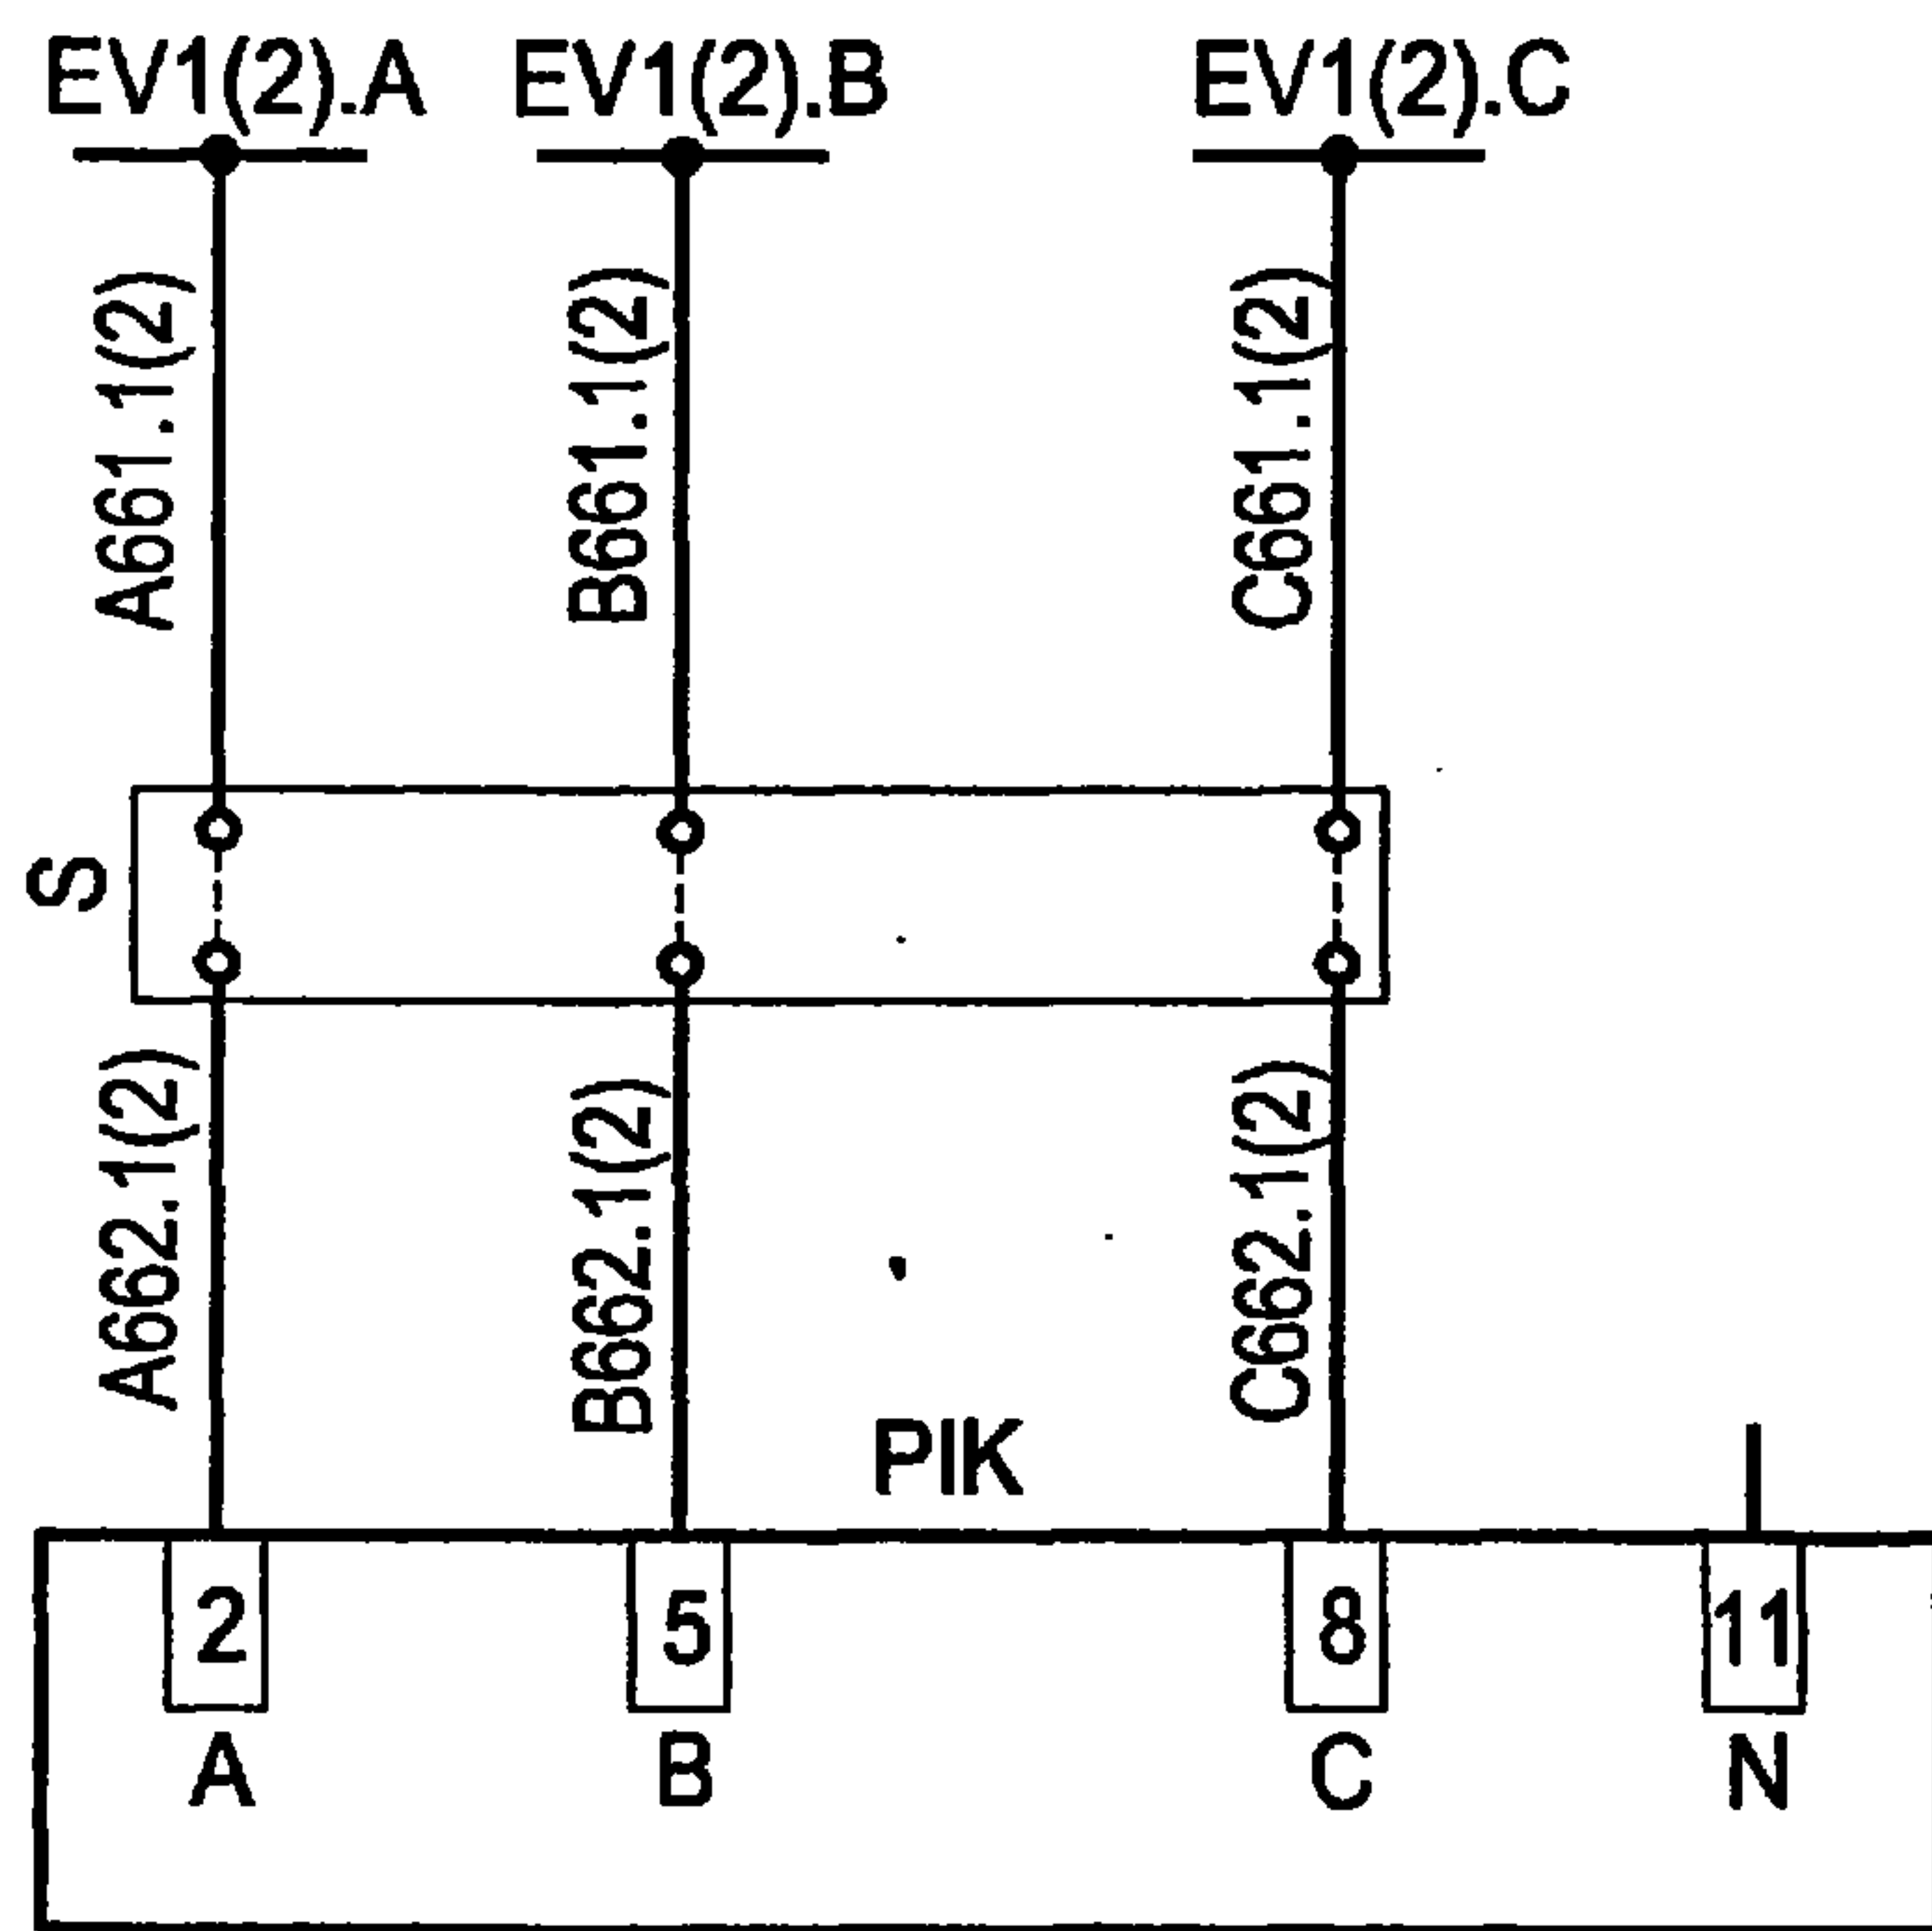 EV1(2).A
EV1(2).B
EV1(2).C
A661.1(2)
B661.1(2)
C661.1(2)
S
A662.1(2)
B662.1(2)
C662.1(2)
PIK
2
5
8
11
A
B
C
N